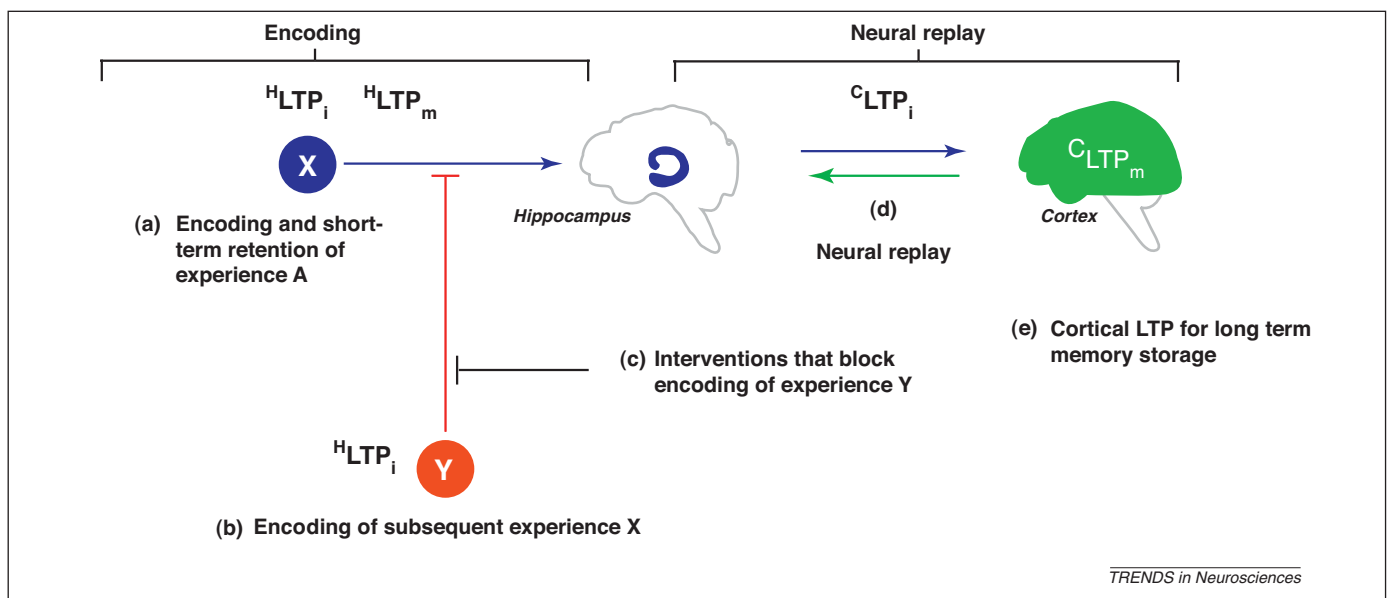 Encoding
Neural replay
ᴴLTPᵢ ᴴLTPₘ
ᶜLTPᵢ
X
ᶜLTPₘ
Hippocampus
(d)
Cortex
Neural replay
(a) Encoding and short-
term retention of
experience A
(e) Cortical LTP for long term
memory storage
(c) Interventions that block
encoding of experience Y
ᴴLTPᵢ
Y
(b) Encoding of subsequent experience X
TRENDS in Neurosciences